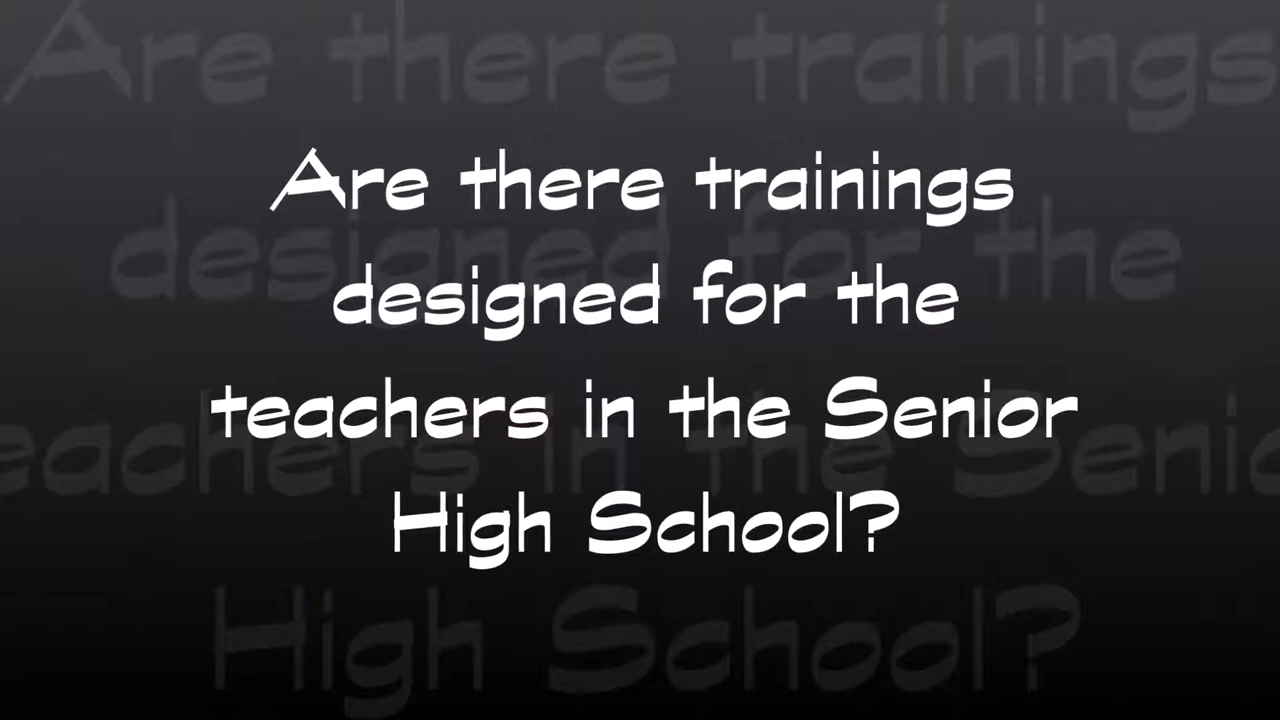 Are there trainings
designed for the
teachers in the Senior
High School?